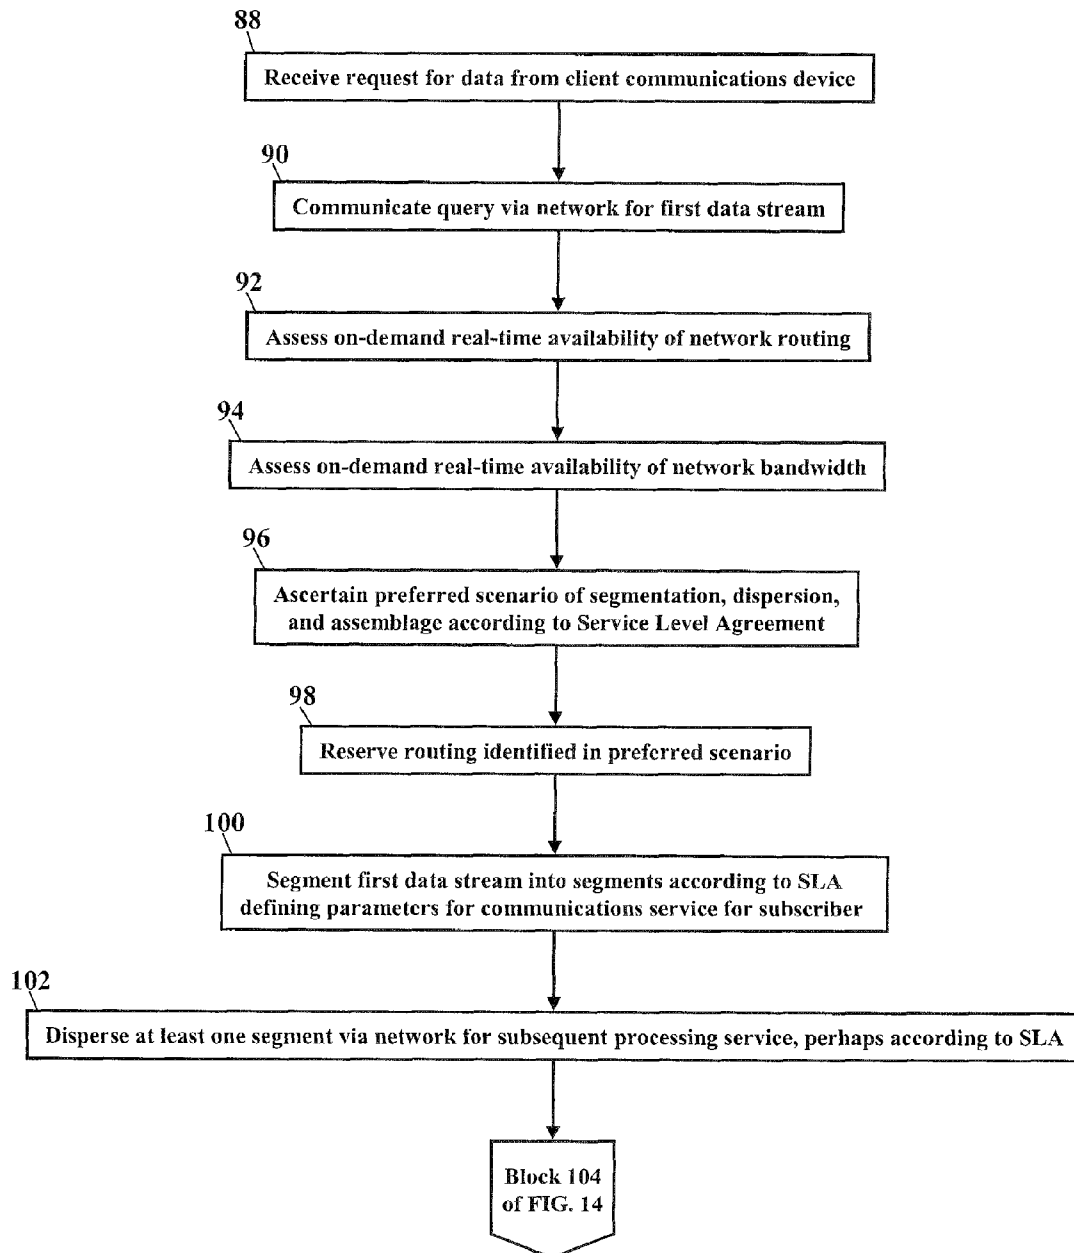 88
Receive request for data from client communications device
90
Communicate query via network for first data stream
92
Assess on-demand real-time availability of network routing
94
Assess on-demand real-time availability of network bandwidth
96
Ascertain preferred scenario of segmentation, dispersion,
and assemblage according to Service Level Agreement
98
Reserve routing identified in preferred scenario
100
Segment first data stream into segments according to SLA
defining parameters for communications service for subscriber
102
Disperse at least one segment via network for subsequent processing service, perhaps according to SLA
Block 104
of FIG. 14